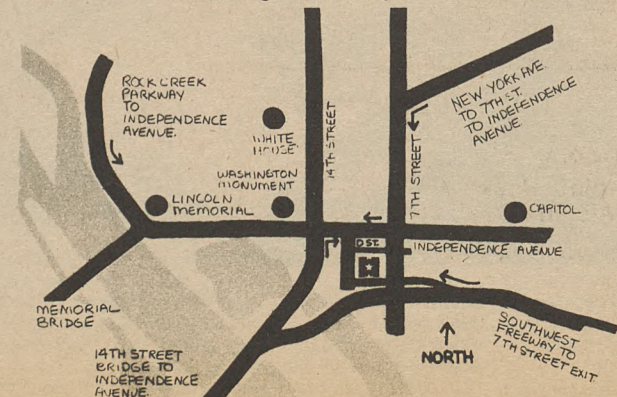 ROCK CREEK
PARKWAY
TO
INDEPENDENCE
AVENUE.
WHITE
HOUSE
WASHINGTON
MONUMENT
LINCOLN
MEMORIAL
14TH STREET
7TH STREET
NEW YORK AVE.
TO 7TH ST.
TO INDEPENDENCE
AVENUE.
CAPITOL
D ST.
INDEPENDENCE AVENUE
MEMORIAL
BRIDGE
14TH STREET
BRIDGE TO
INDEPENDENCE
AVENUE.
NORTH
SOUTHWEST
FREEWAY TO
7TH STREET EXIT.